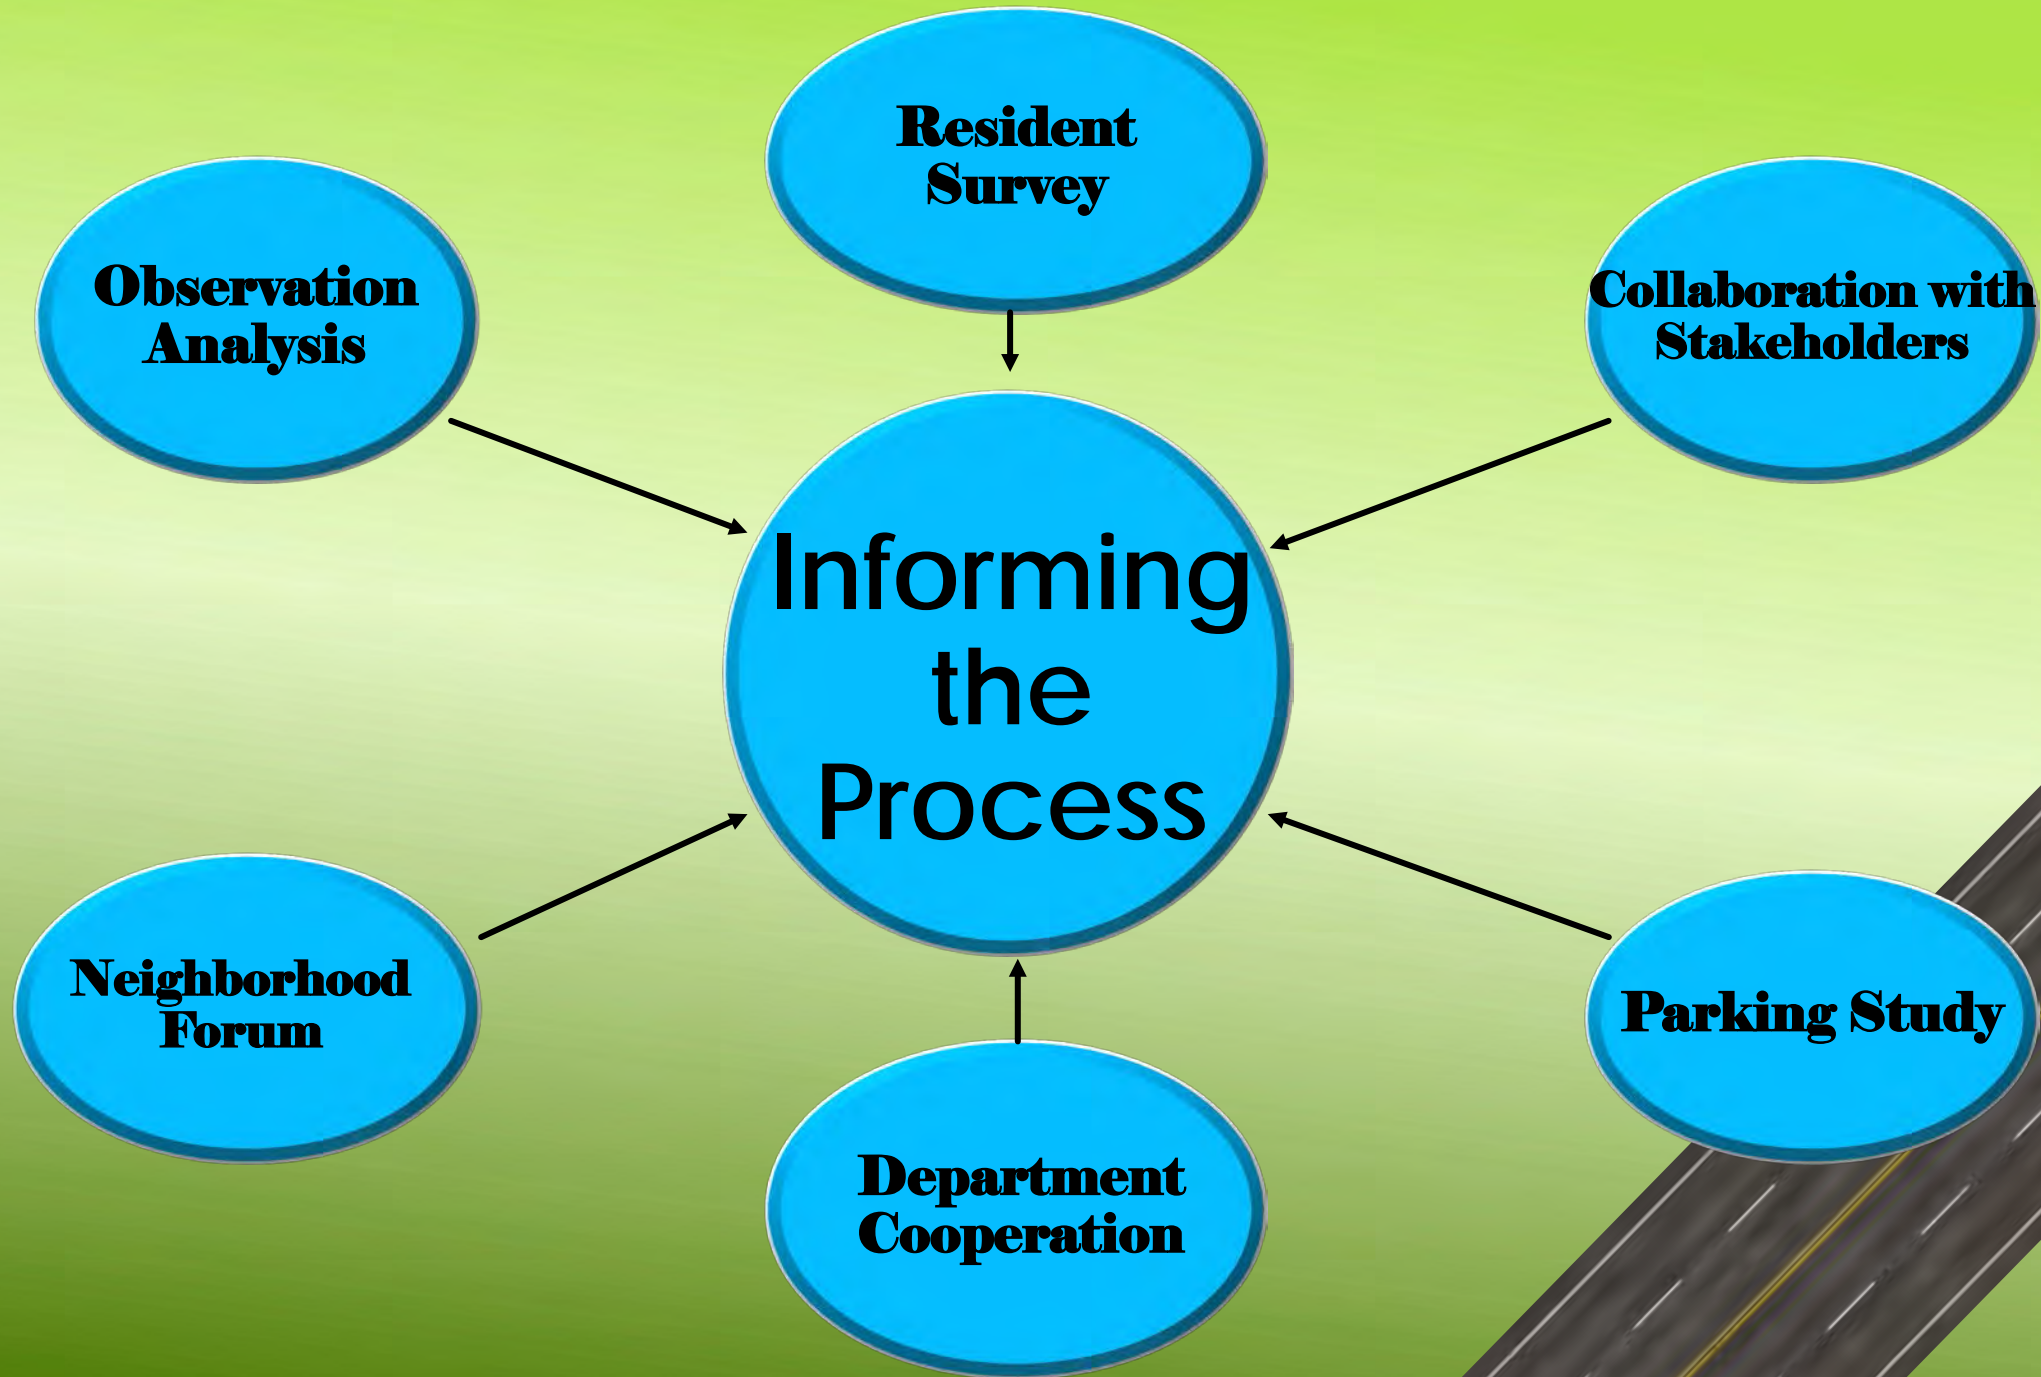 Resident
Survey
Observation
Analysis
Collaboration with
Stakeholders
Informing
the
Process
Neighborhood
Forum
Parking Study
Department
Cooperation